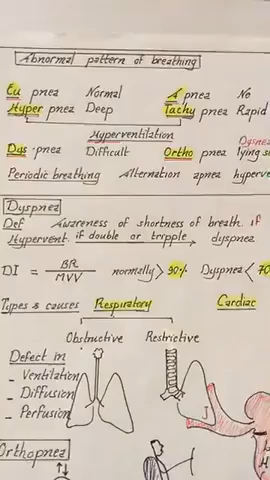 Abnormal pattern of breathing
Eu pnea Normal A pnea No
Hyper pnea Deep Tachy pnea Rapid
Hyperventilation
Dys pnea Difficult Ortho pnea lying
Periodic breathing Alternation apnea hyperve
Dyspnea
Def Awareness of shortness of breath if
Hypervent. if double or tripple → dyspnea
DI = BR / MVV normally > 90% Dyspnea < 70
Types & causes Respiratory Cardiac
Obstructive Restrictive
Defect in
- Ventilation
- Diffusion
- Perfusion
Orthopnea